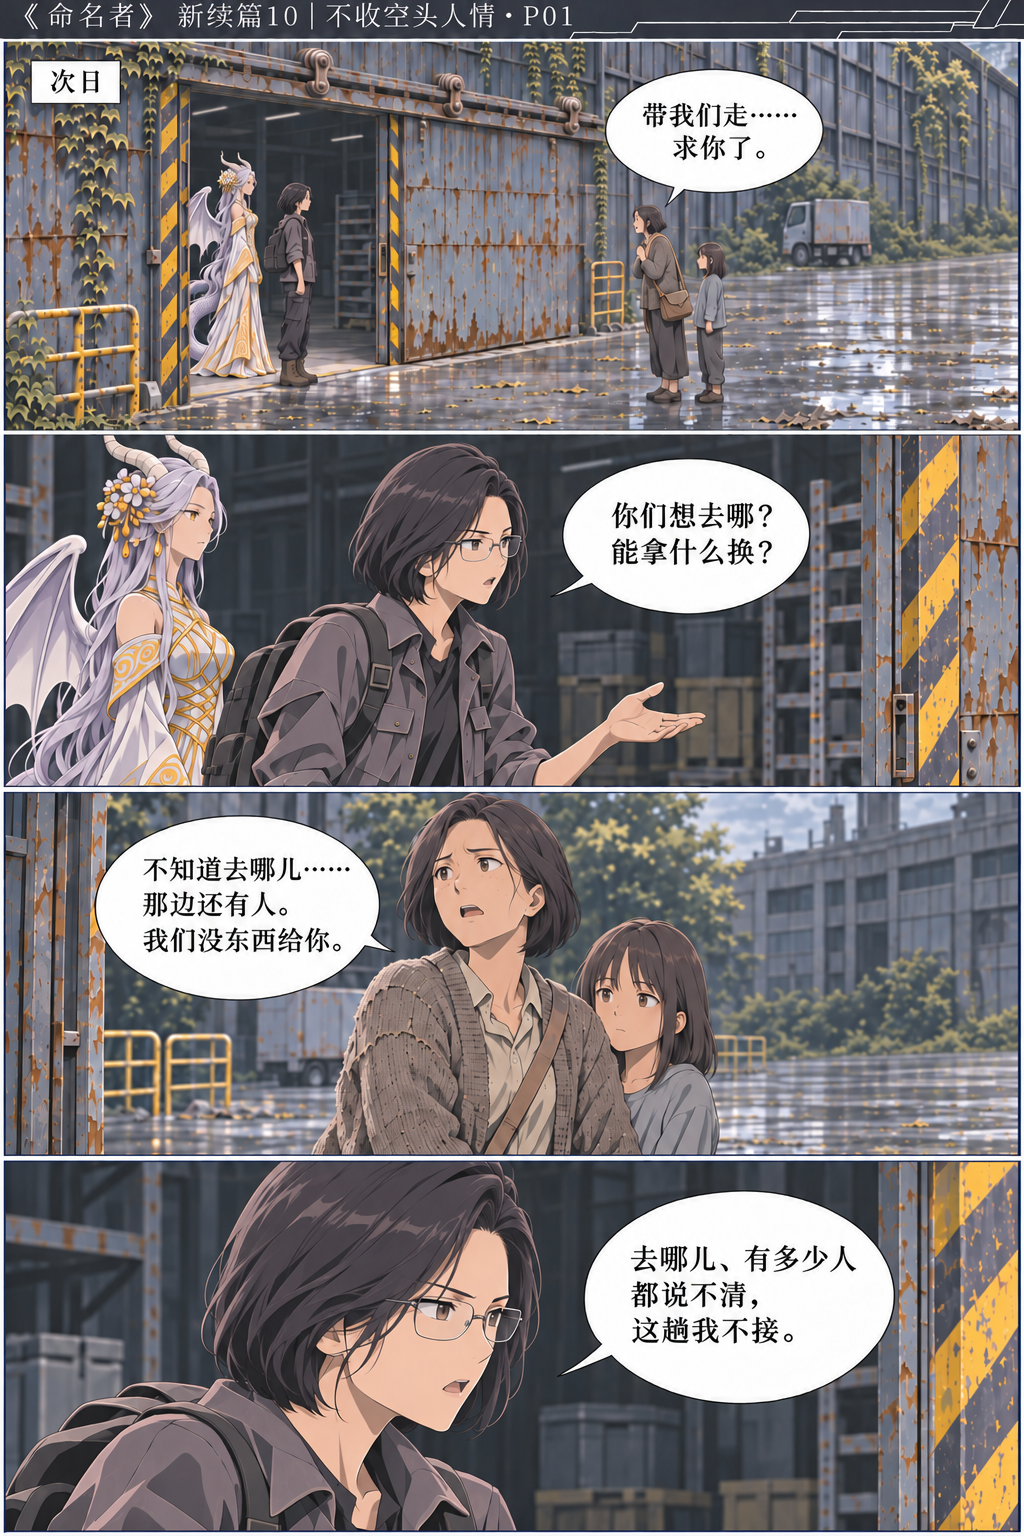 《命名者》 新续篇10｜不收空头人情·P01
次日
带我们走……
求你了。
你们想去哪？
能拿什么换？
不知道去哪儿……
那边还有人。
我们没东西给你。
去哪儿、有多少人
都说不清，
这趟我不接。